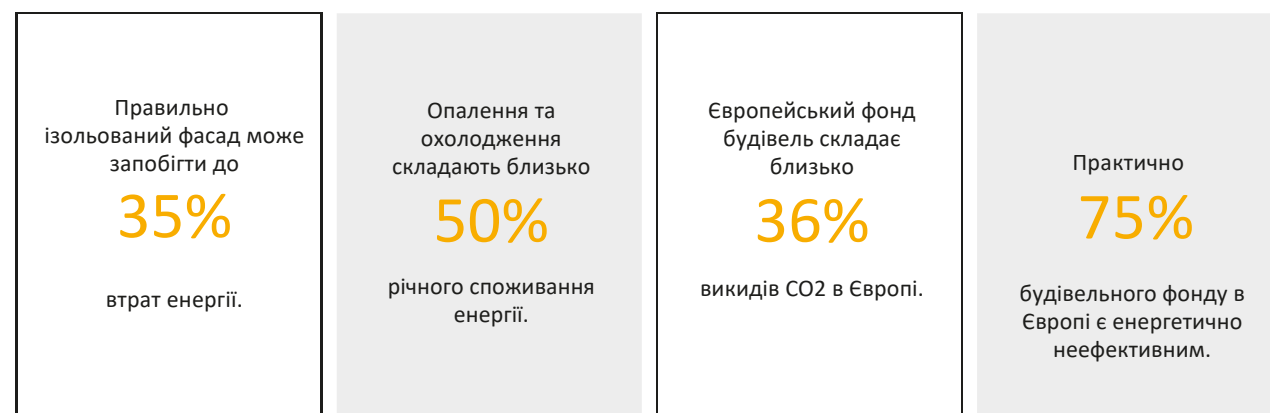 Правильно
ізольований фасад може
запобігти до
35%
втрат енергії.
Опалення та
охолодження
складають близько
50%
річного споживання
енергії.
Європейський фонд
будівель складає
близько
36%
викидів СО2 в Європі.
Практично
75%
будівельного фонду в
Європі є енергетично
неефективним.